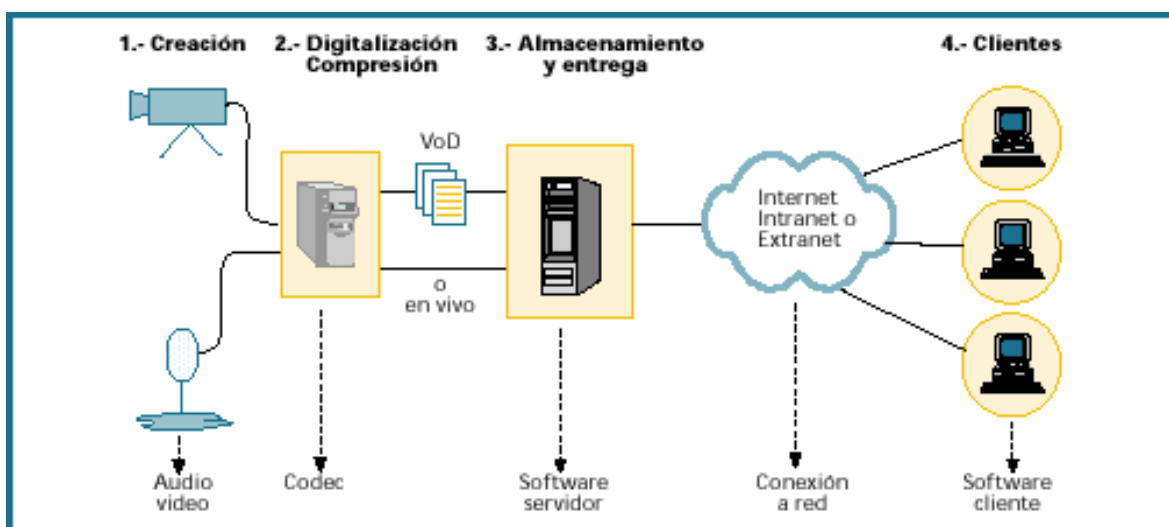 1.- Creación
2.- Digitalización
Compresión
3.- Almacenamiento
y entrega
4.- Clientes
VoD
o
en vivo
Internet
Intranet o
Extranet
Audio
video
Codec
Software
servidor
Conexión
a red
Software
cliente